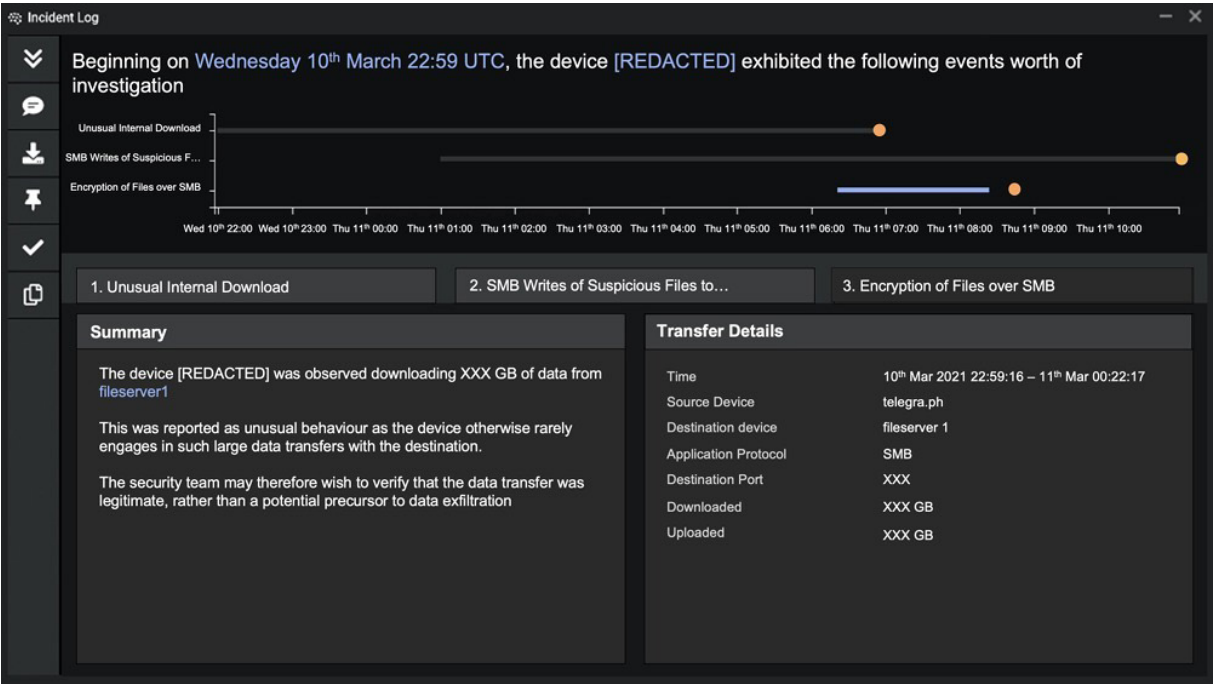 Incident Log
Beginning on Wednesday 10th March 22:59 UTC, the device [REDACTED] exhibited the following events worth of
investigation
Unusual Internal Download
SMB Writes of Suspicious F...
Encryption of Files over SMB
Wed 10th 22:00 Wed 10th 23:00 Thu 11th 00:00 Thu 11th 01:00 Thu 11th 02:00 Thu 11th 03:00 Thu 11th 04:00 Thu 11th 05:00 Thu 11th 06:00 Thu 11th 07:00 Thu 11th 08:00 Thu 11th 09:00 Thu 11th 10:00
1. Unusual Internal Download
2. SMB Writes of Suspicious Files to...
3. Encryption of Files over SMB
Summary
The device [REDACTED] was observed downloading XXX GB of data from
fileserver1
This was reported as unusual behaviour as the device otherwise rarely
engages in such large data transfers with the destination.
The security team may therefore wish to verify that the data transfer was
legitimate, rather than a potential precursor to data exfiltration
Transfer Details
Time 10th Mar 2021 22:59:16 – 11th Mar 00:22:17
Source Device telegra.ph
Destination device fileserver 1
Application Protocol SMB
Destination Port XXX
Downloaded XXX GB
Uploaded XXX GB